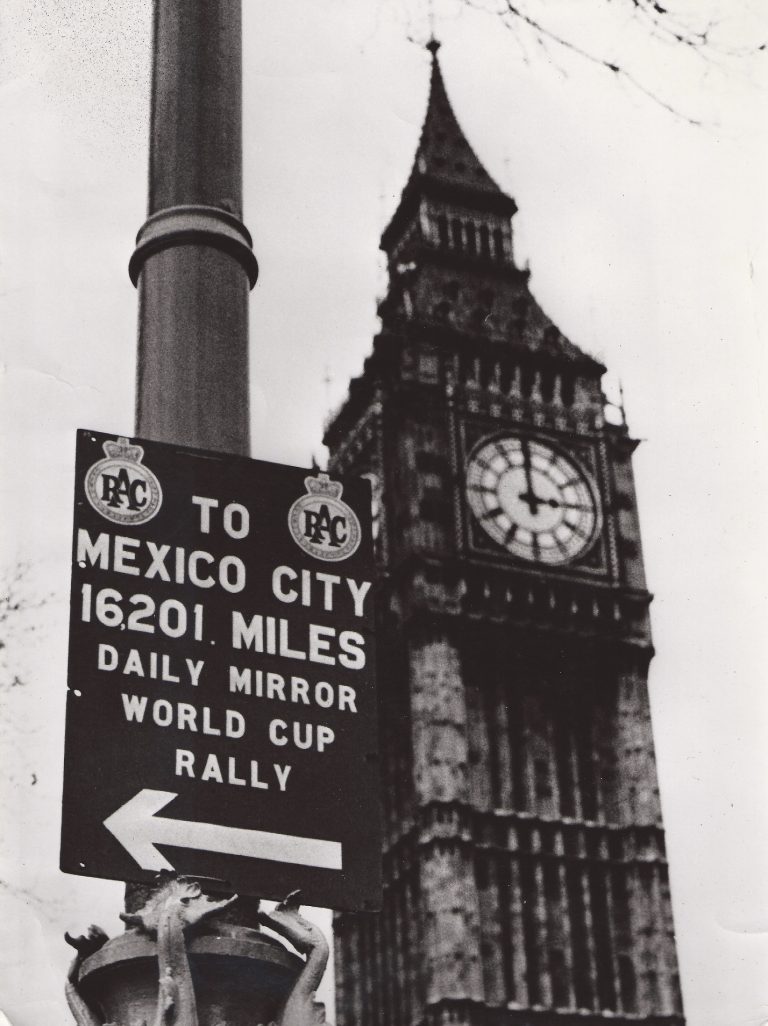 RAC RAC
TO
MEXICO CITY
16,201. MILES
DAILY MIRROR
WORLD CUP
RALLY